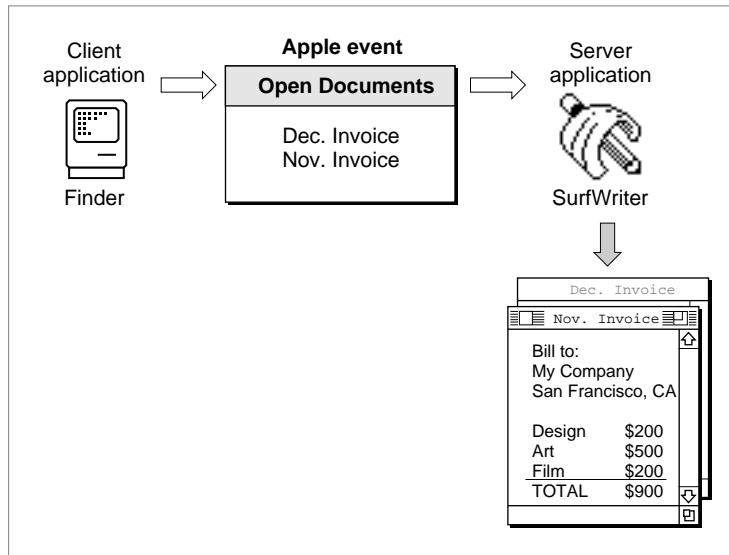 Client
application
Finder
Apple event
Open Documents
Dec. Invoice
Nov. Invoice
Server
application
SurfWriter
Dec. Invoice
Nov. Invoice
Bill to:
My Company
San Francisco, CA
Design $200
Art $500
Film $200
TOTAL $900